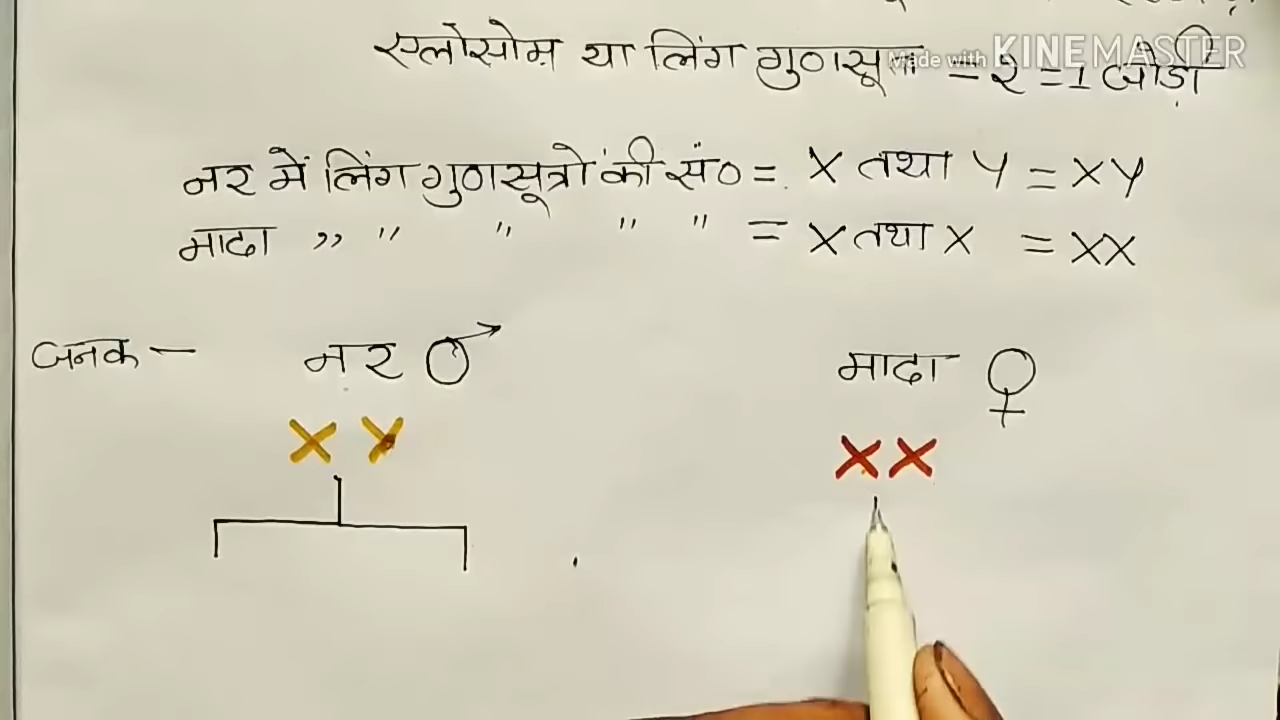 एलोसोम या लिंग गुणसूत्र = 2 = 1 जोड़ी
Made with KINEMASTER
नर में लिंग गुणसूत्रों की सं० = X तथा Y = XY
मादा ,, " " " " = X तथा X = XX
जनक — नर ♂ मादा ♀
X Y XX